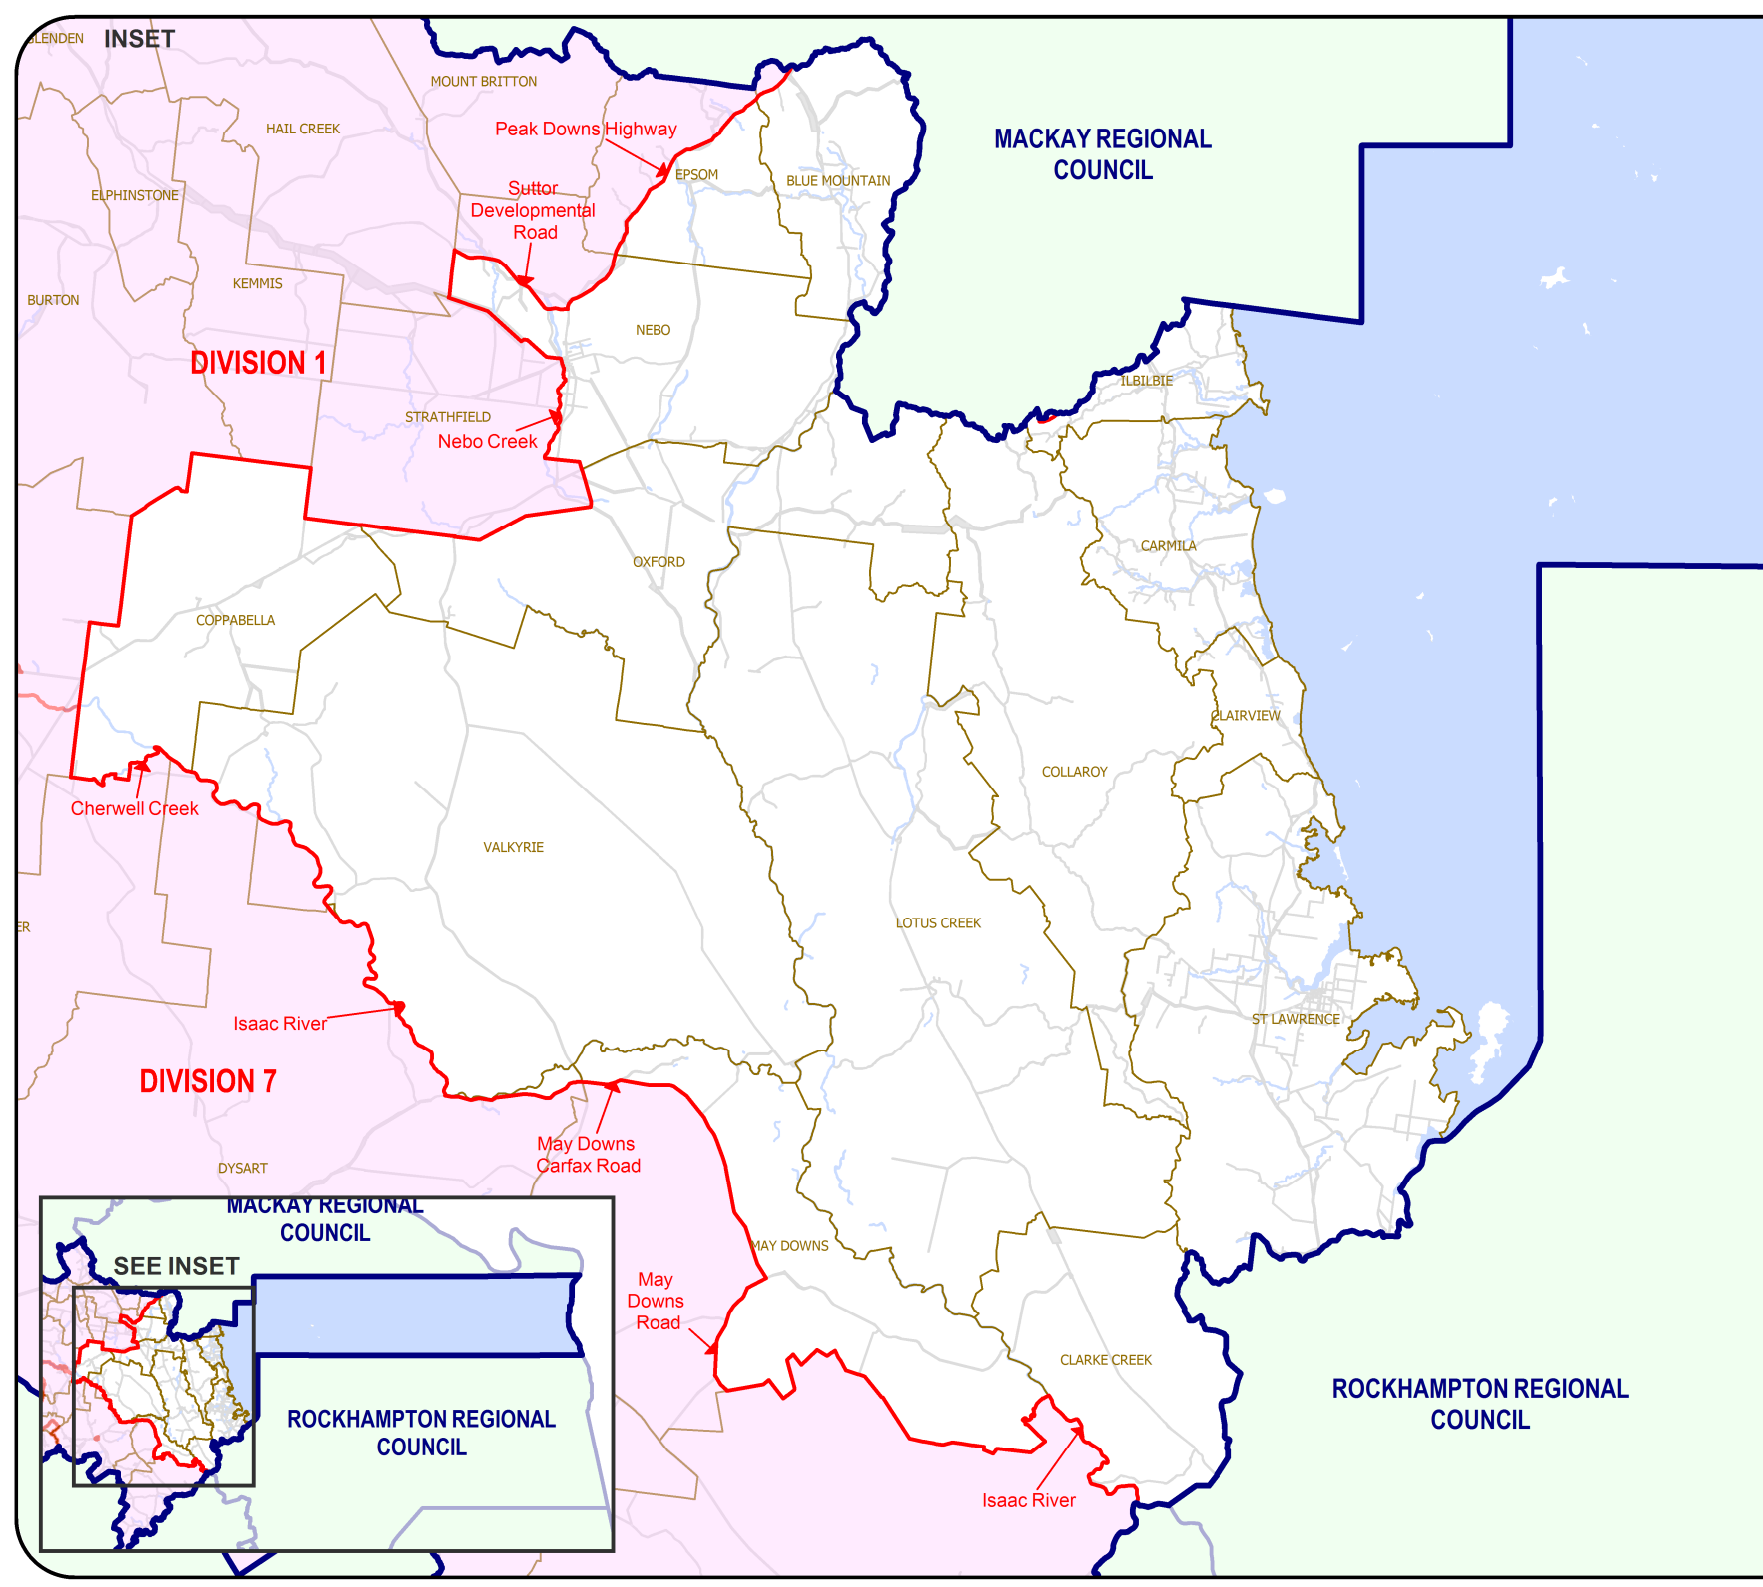 BLENDEN
INSET
MOUNT BRITTON
HAIL CREEK
Peak Downs Highway
MACKAY REGIONAL
COUNCIL
EPSOM
BLUE MOUNTAIN
ELPHINSTONE
Suttor
Developmental
Road
KEMMIS
BURTON
NEBO
DIVISION 1
ILBILBIE
STRATHFIELD
Nebo Creek
CARMILA
OXFORD
COPPABELLA
CLAIRVIEW
COLLAROY
Cherwell Creek
VALKYRIE
LOTUS CREEK
ER
Isaac River
ST LAWRENCE
DIVISION 7
May Downs
Carfax Road
DYSART
MACKAY REGIONAL
COUNCIL
SEE INSET
MAY DOWNS
May
Downs
Road
CLARKE CREEK
ROCKHAMPTON REGIONAL
COUNCIL
ROCKHAMPTON REGIONAL
COUNCIL
Isaac River